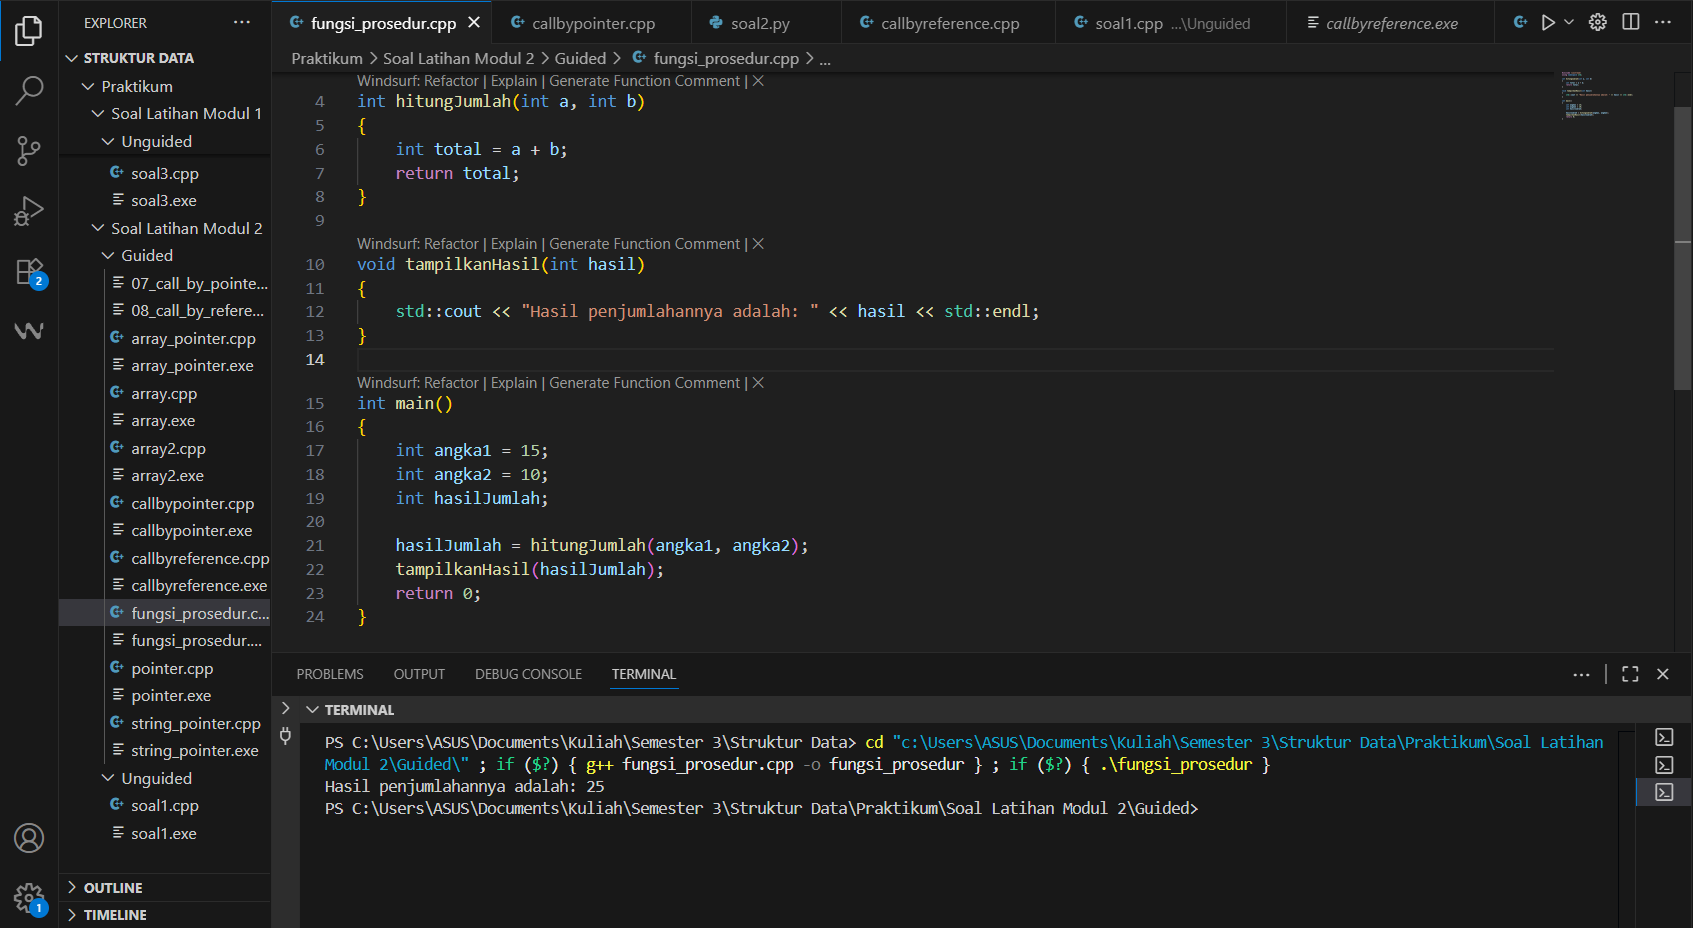 EXPLORER
STRUKTUR DATA
Praktikum
Soal Latihan Modul 1
Unguided
soal3.cpp
soal3.exe
Soal Latihan Modul 2
Guided
07_call_by_pointe...
08_call_by_refere...
array_pointer.cpp
array_pointer.exe
array.cpp
array.exe
array2.cpp
array2.exe
callbypointer.cpp
callbypointer.exe
callbyreference.cpp
callbyreference.exe
fungsi_prosedur.c...
fungsi_prosedur....
pointer.cpp
pointer.exe
string_pointer.cpp
string_pointer.exe
Unguided
soal1.cpp
soal1.exe
OUTLINE
TIMELINE
2
1
fungsi_prosedur.cpp callbypointer.cpp soal2.py callbyreference.cpp soal1.cpp ...\Unguided callbyreference.exe
Praktikum > Soal Latihan Modul 2 > Guided > fungsi_prosedur.cpp > ...
Windsurf: Refactor | Explain | Generate Function Comment | X
4 int hitungJumlah(int a, int b)
5 {
6 int total = a + b;
7 return total;
8 }
9
Windsurf: Refactor | Explain | Generate Function Comment | X
10 void tampilkanHasil(int hasil)
11 {
12 std::cout << "Hasil penjumlahannya adalah: " << hasil << std::endl;
13 }
14
Windsurf: Refactor | Explain | Generate Function Comment | X
15 int main()
16 {
17 int angka1 = 15;
18 int angka2 = 10;
19 int hasilJumlah;
20
21 hasilJumlah = hitungJumlah(angka1, angka2);
22 tampilkanHasil(hasilJumlah);
23 return 0;
24 }
PROBLEMS OUTPUT DEBUG CONSOLE TERMINAL
TERMINAL
PS C:\Users\ASUS\Documents\Kuliah\Semester 3\Struktur Data> cd "c:\Users\ASUS\Documents\Kuliah\Semester 3\Struktur Data\Praktikum\Soal Latihan
Modul 2\Guided\" ; if ($?) { g++ fungsi_prosedur.cpp -o fungsi_prosedur } ; if ($?) { .\fungsi_prosedur }
Hasil penjumlahannya adalah: 25
PS C:\Users\ASUS\Documents\Kuliah\Semester 3\Struktur Data\Praktikum\Soal Latihan Modul 2\Guided>